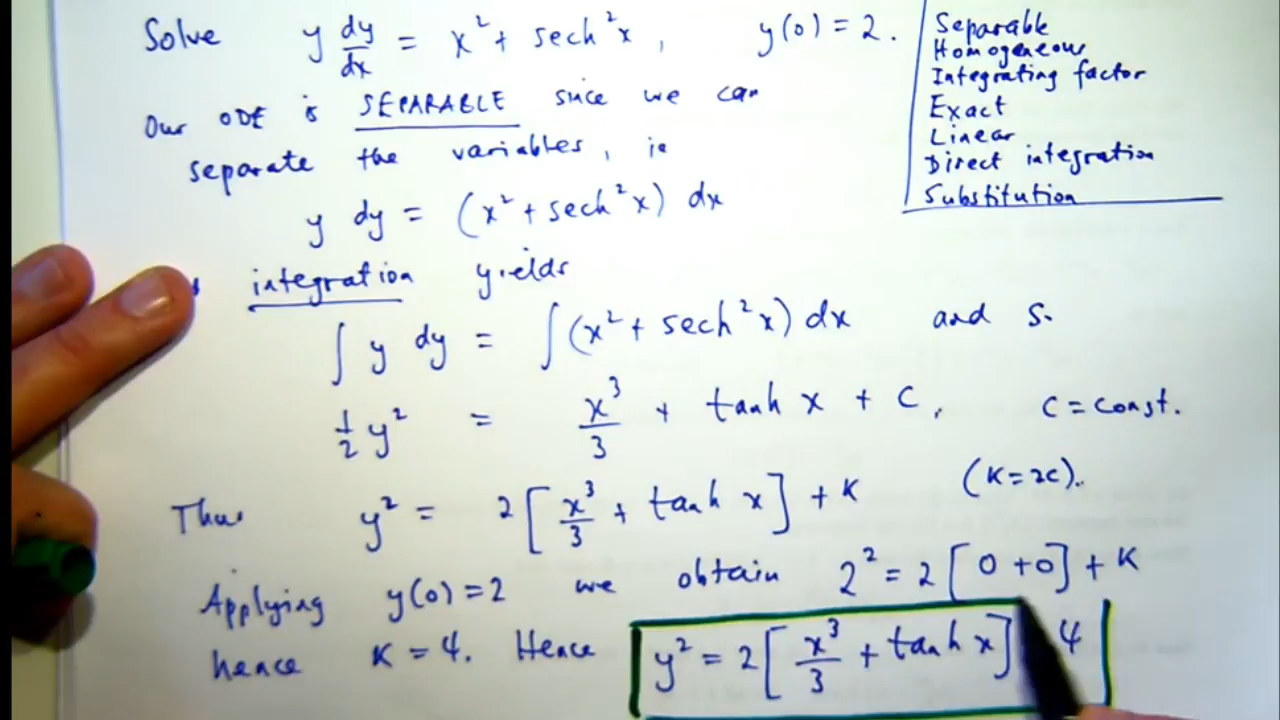 Solve y dy/dx = x² + sech²x, y(0) = 2.
Our ODE is SEPARABLE since we can
separate the variables, ie
y dy = (x² + sech²x) dx
integration yields
∫ y dy = ∫ (x² + sech²x) dx and so
½y² = x³/3 + tanh x + c, c = const.
Thus y² = 2[x³/3 + tanh x] + K (K = 2c).
Applying y(0) = 2 we obtain 2² = 2[0 + 0] + K
hence K = 4. Hence y² = 2[x³/3 + tanh x] 4
Separable
Homogeneous
Integrating factor
Exact
Linear
Direct integration
Substitution